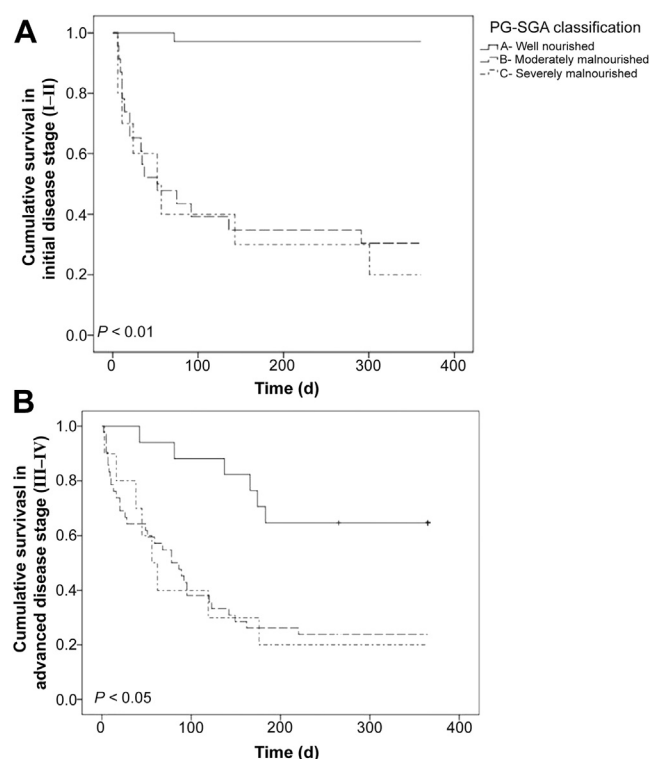 A
PG-SGA classification
A- Well nourished
B- Moderately malnourished
C- Severely malnourished
Cumulative survival in
initial disease stage (I–II)
1.0
0.8
0.6
0.4
0.2
0.0
P < 0.01
0 100 200 300 400
Time (d)
B
Cumulative survivasl in
advanced disease stage (III–IV)
1.0
0.8
0.6
0.4
0.2
0.0
P < 0.05
0 100 200 300 400
Time (d)